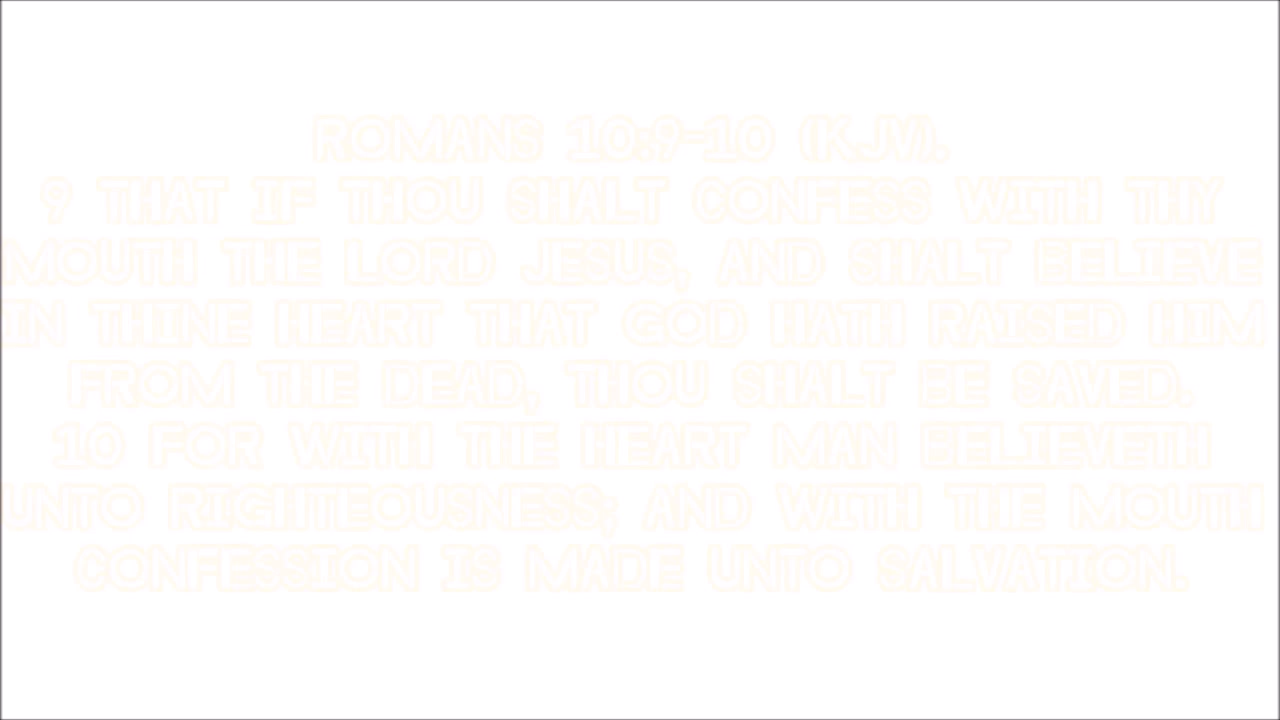 ROMANS 10:9-10 (KJV).
9 THAT IF THOU SHALT CONFESS WITH THY
MOUTH THE LORD JESUS, AND SHALT BELIEVE
IN THINE HEART THAT GOD HATH RAISED HIM
FROM THE DEAD, THOU SHALT BE SAVED.
10 FOR WITH THE HEART MAN BELIEVETH
UNTO RIGHTEOUSNESS; AND WITH THE MOUTH
CONFESSION IS MADE UNTO SALVATION.